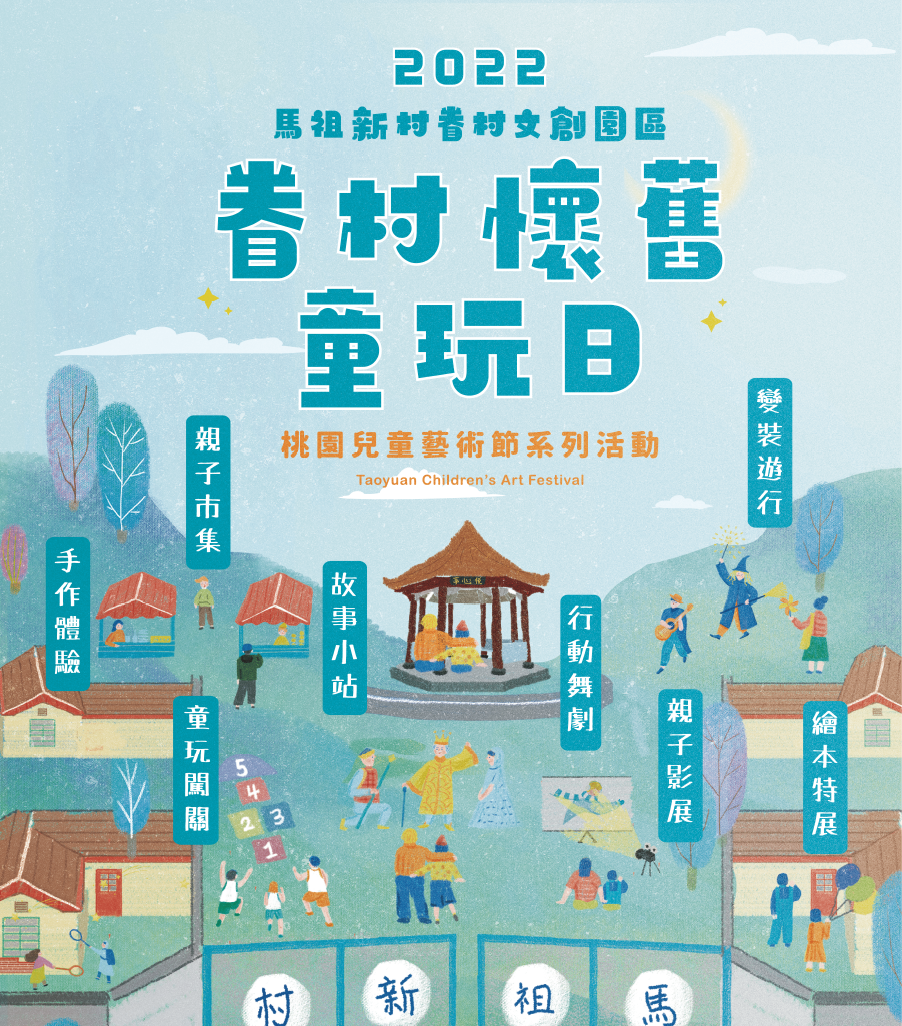 2022
馬祖新村眷村文創園區
眷村懷舊
童玩日
桃園兒童藝術節系列活動
Taoyuan Children's Art Festival
變裝遊行
親子市集
手作體驗
故事小站
行動舞劇
親子影展
童玩闖關
繪本特展
5
4
2 3
1
村 新 祖 馬